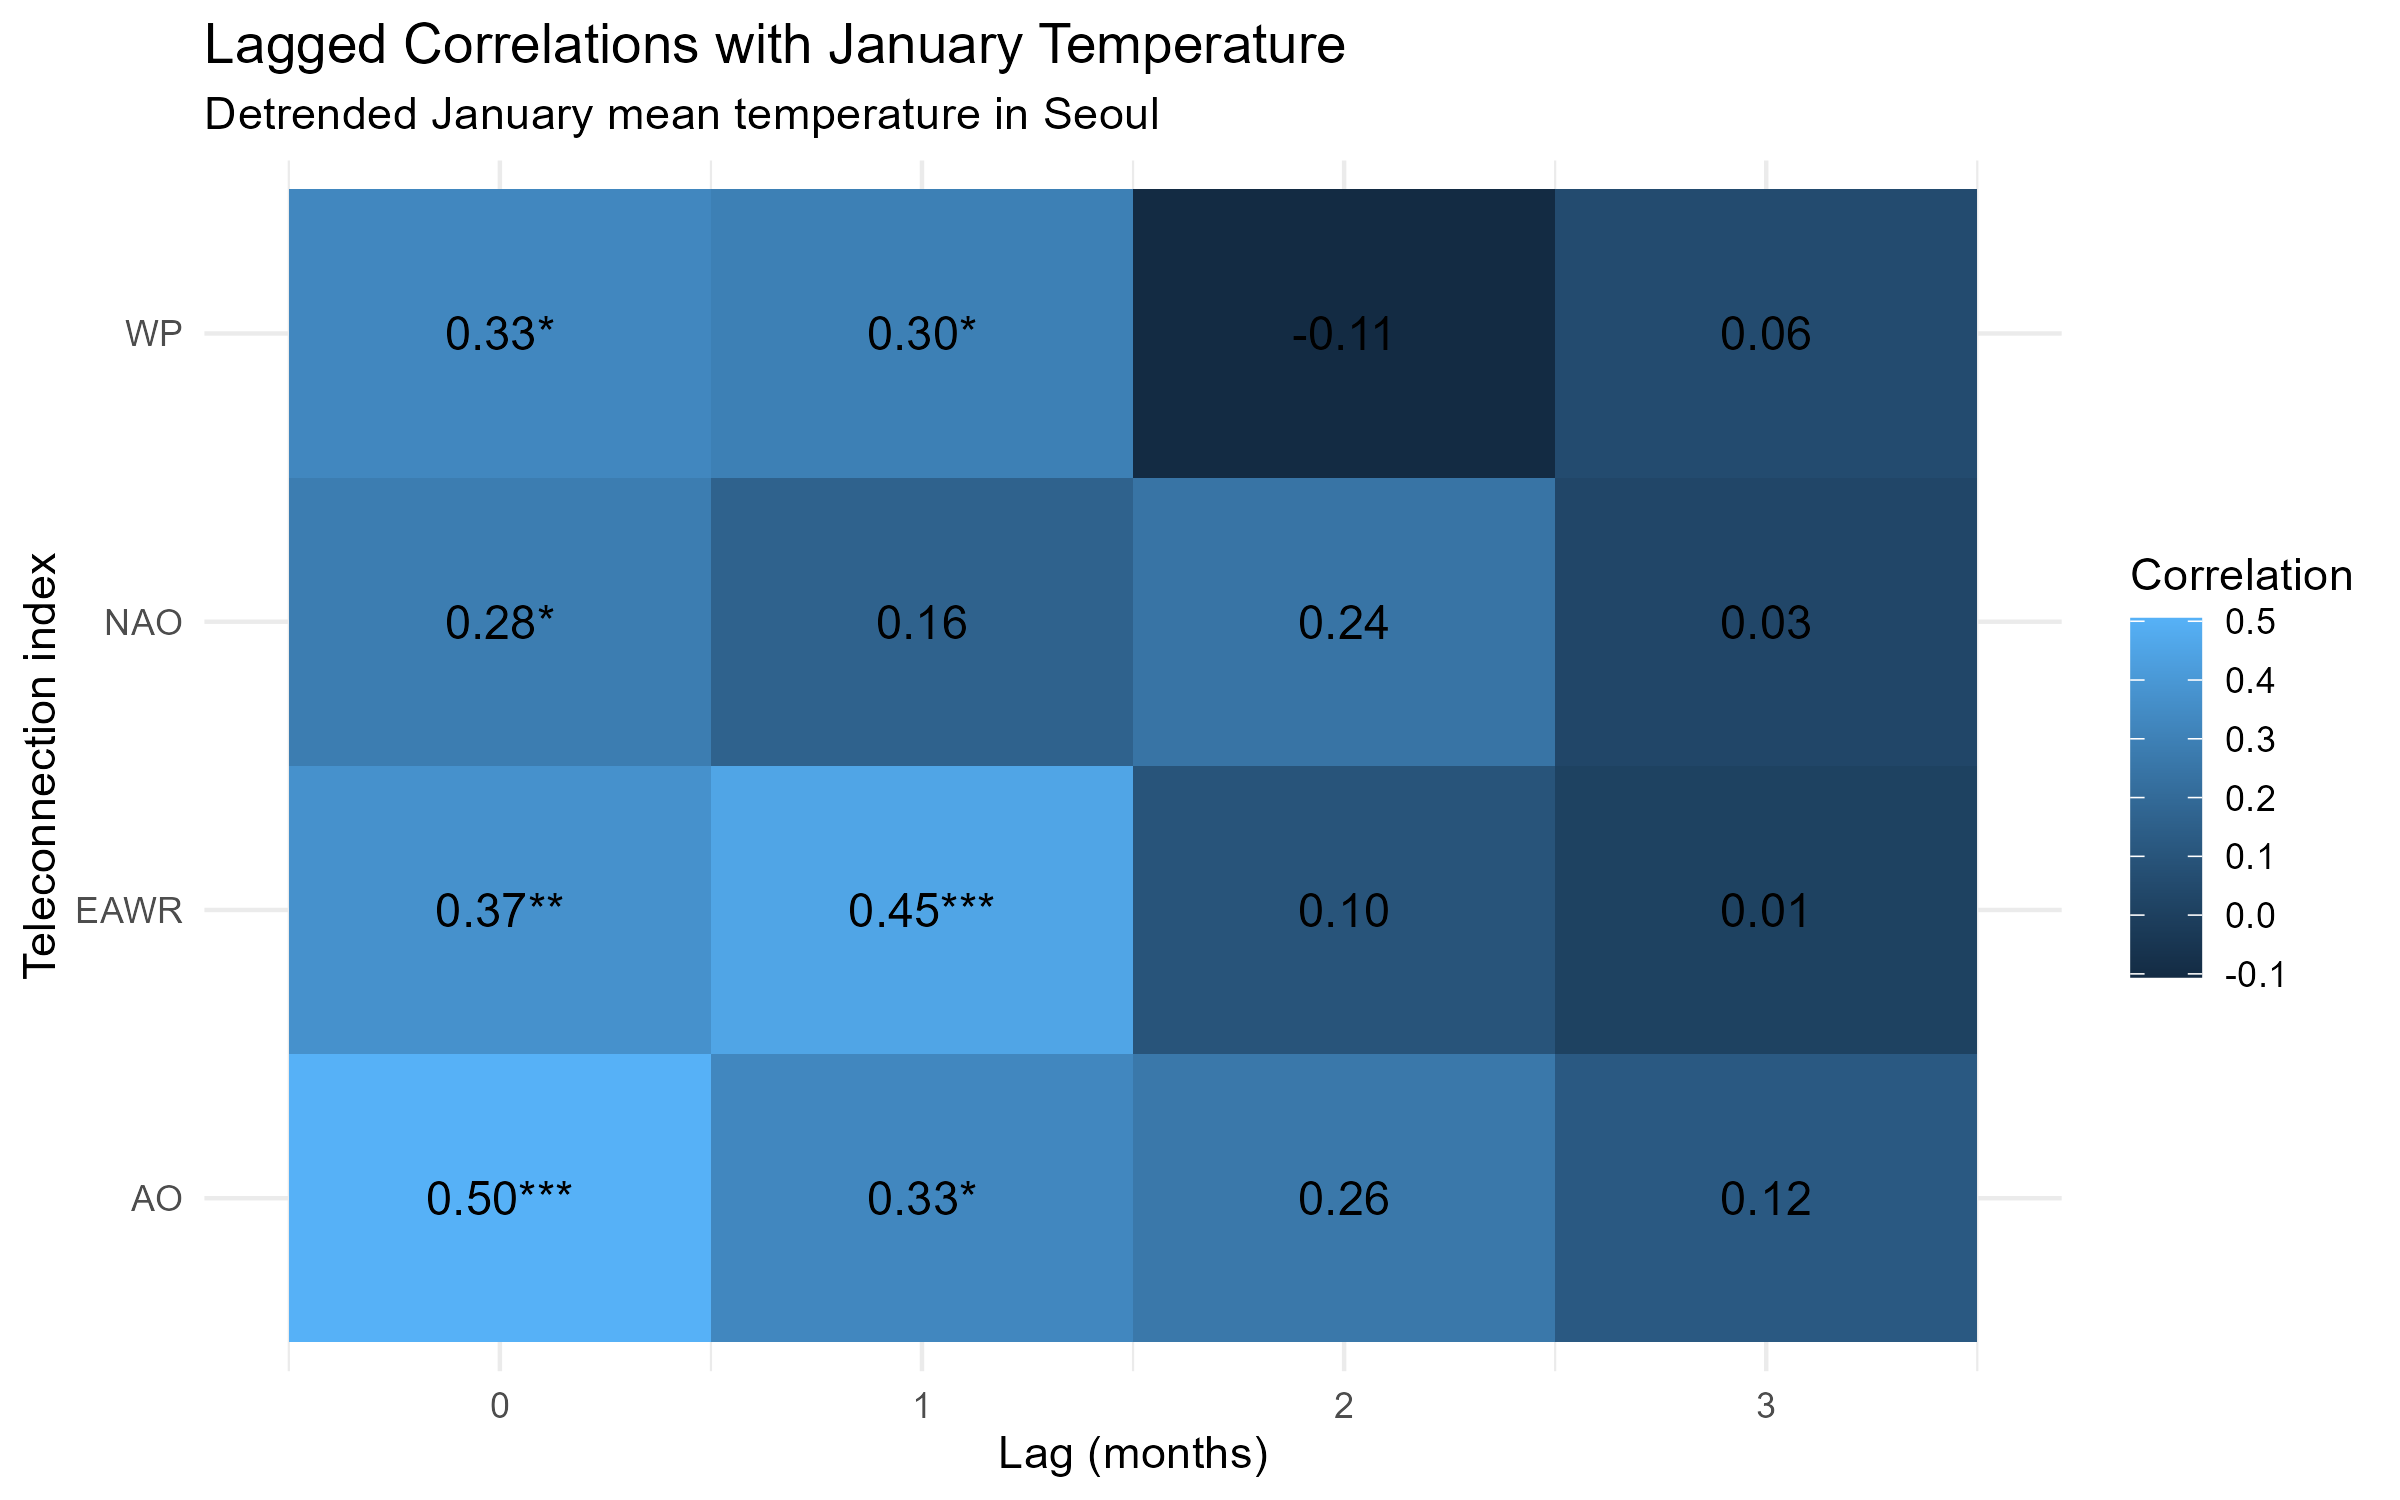 Lagged Correlations with January Temperature
Detrended January mean temperature in Seoul
Teleconnection index
WP 0.33* 0.30* -0.11 0.06
NAO 0.28* 0.16 0.24 0.03
EAWR 0.37** 0.45*** 0.10 0.01
AO 0.50*** 0.33* 0.26 0.12
0 1 2 3
Lag (months)
Correlation
0.5
0.4
0.3
0.2
0.1
0.0
-0.1